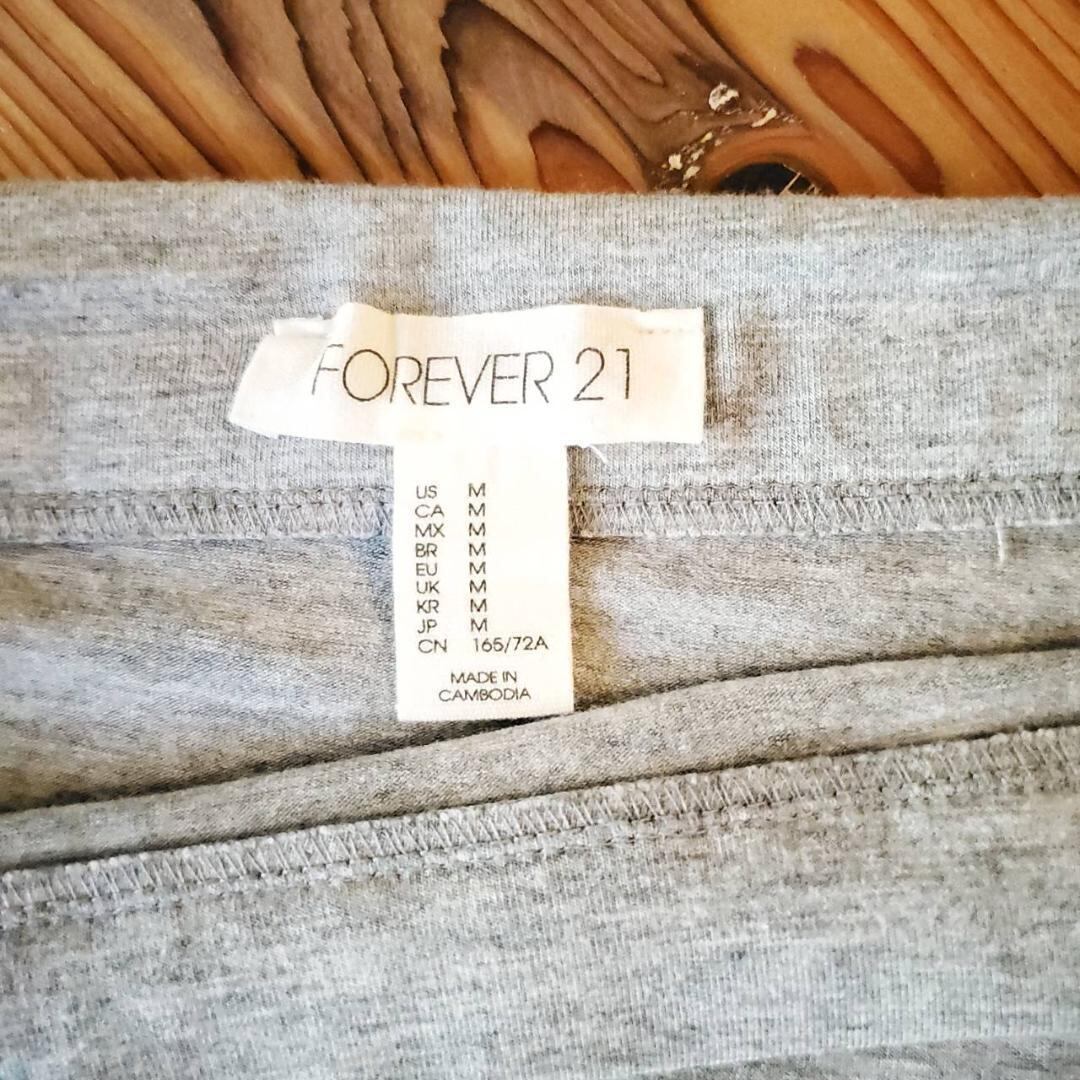 FOREVER 21
US M
CA M
MX M
BR M
EU M
UK M
KR M
JP M
CN 165/72A
MADE IN
CAMBODIA